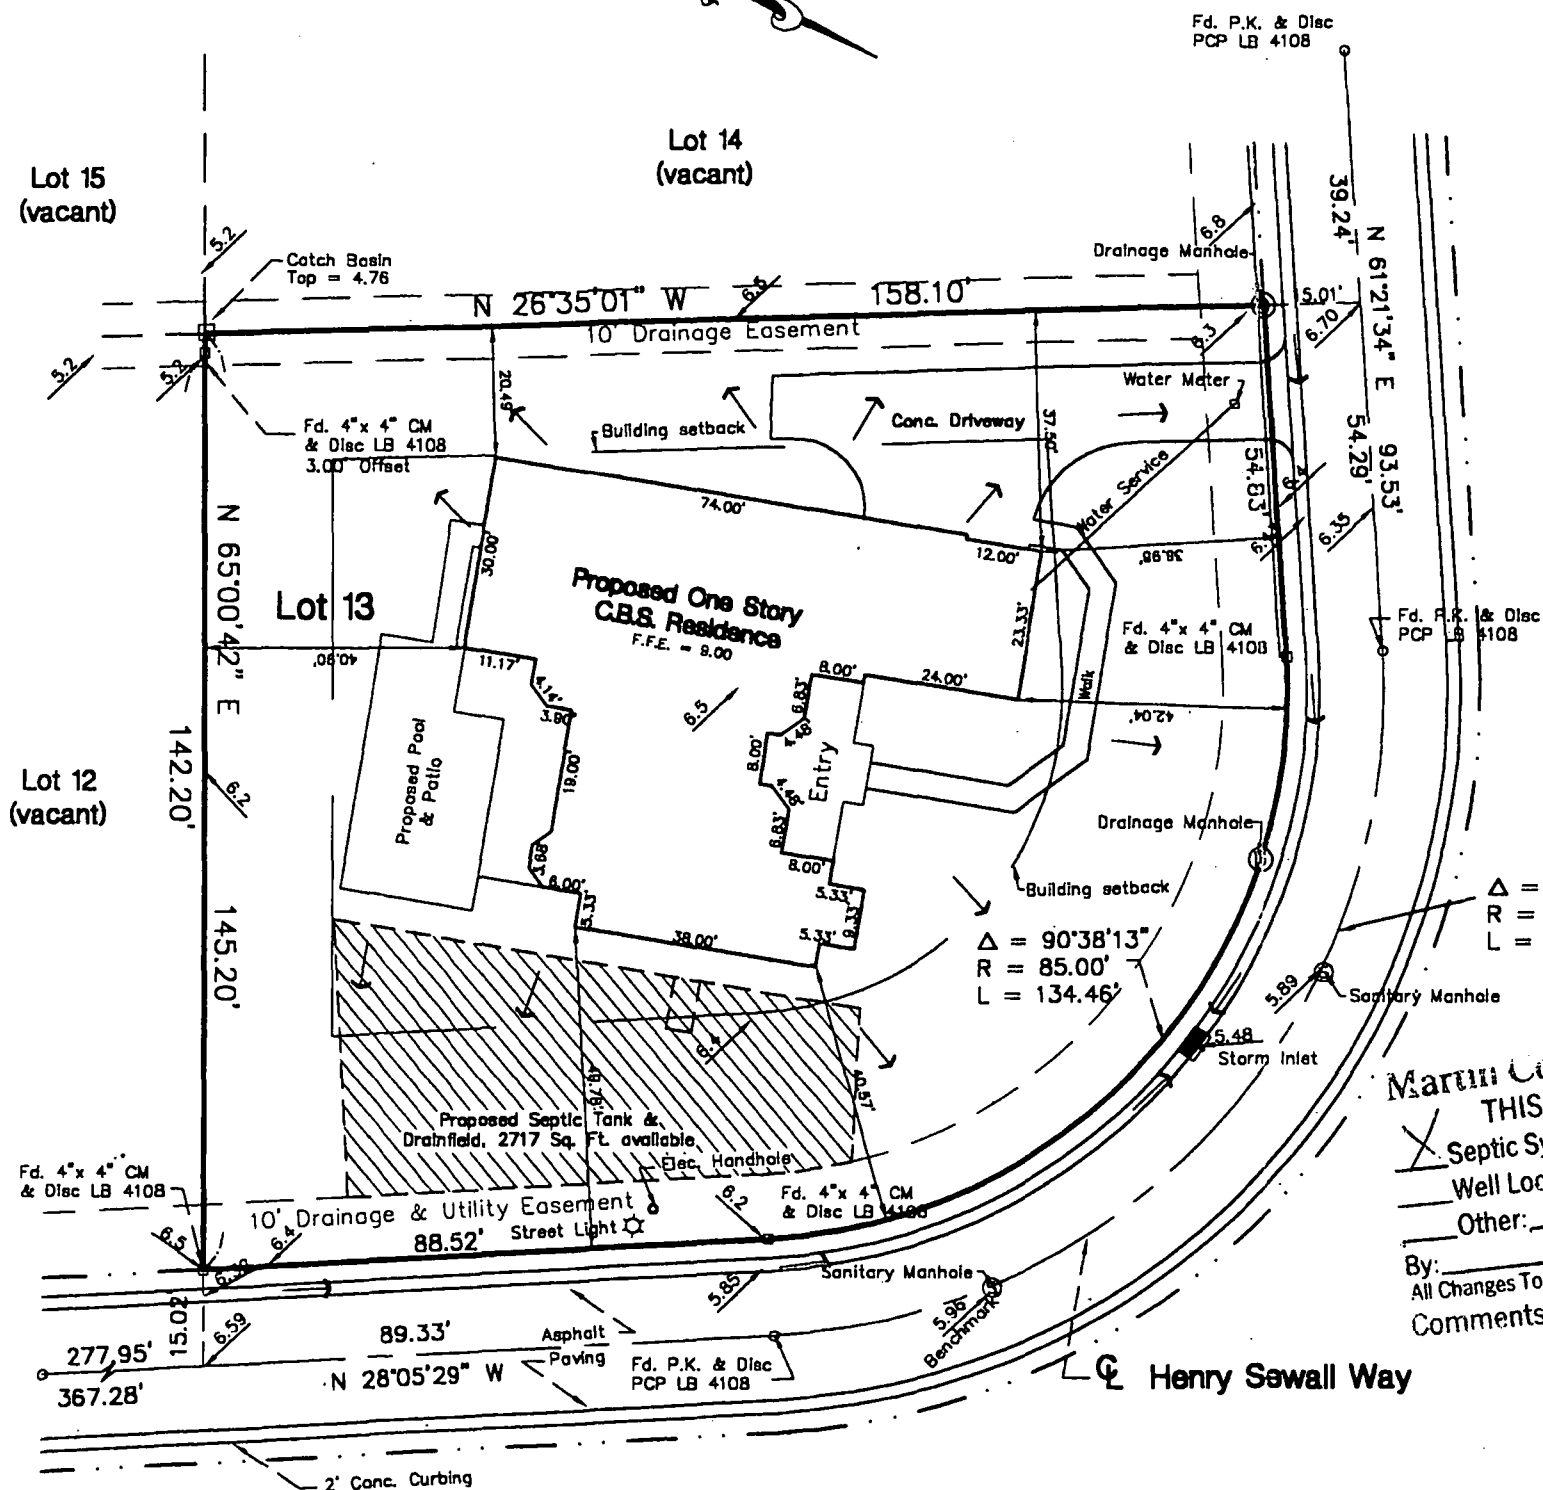 Fd. P.K. & Disc
PCP LB 4108
Lot 14
(vacant)
Lot 15
(vacant)
5.2
Catch Basin
Top = 4.76
N 26°35'01" W
6.5
158.10'
10' Drainage Easement
6.8
Drainage Manhole
39.24'
N 61°21'34" E
5.01'
6.70
6.3
5.2
5.2
Water Meter
20.49'
Fd. 4"x 4" CM
& Disc LB 4108
3.00' Offset
Building setback
Conc. Driveway
37.50'
54.63'
54.29'
93.53'
6.35
Water Service
74.00'
12.00'
38.98'
30.00'
N 65°00'42" E
Lot 13
Proposed One Story
C.B.S. Residence
F.F.E. = 9.00
23.33'
Fd. 4"x 4" CM
& Disc LB 4108
Fd. P.K. & Disc
PCP LB 4108
40.80'
11.17'
4.14'
3.90'
8.00'
24.00'
Walk
6.83'
6.5
4.48'
42.04'
Proposed Pool
& Patio
19.00'
8.00'
Entry
4.48'
6.83'
142.20'
Lot 12
(vacant)
6.2
Drainage Manhole
8.00'
6.00'
5.33'
5.33'
9.33'
Building setback
38.00'
5.33'
145.20'
Δ = 90°38'13"
R = 85.00'
L = 134.46'
Δ =
R =
L =
5.89
Sanitary Manhole
6.4
5.48
Storm Inlet
49.78'
40.57'
Proposed Septic Tank &
Drainfield, 2717 Sq. Ft. available
Martin
THIS
Septic Sy
Well Loc
Other:
By:
All Changes To
Comments
Fd. 4"x 4" CM
& Disc LB 4108
Elec. Handhole
6.2
Fd. 4"x 4" CM
& Disc LB 4108
10' Drainage & Utility Easement
Street Light
88.52'
6.5
6.4
Sanitary Manhole
5.85
5.96
Benchmark
15.02
6.59
89.33'
Asphalt
Paving
277.95'
367.28'
N 28°05'29" W
Fd. P.K. & Disc
PCP LB 4108
℄ Henry Sewall Way
2' Conc. Curbing